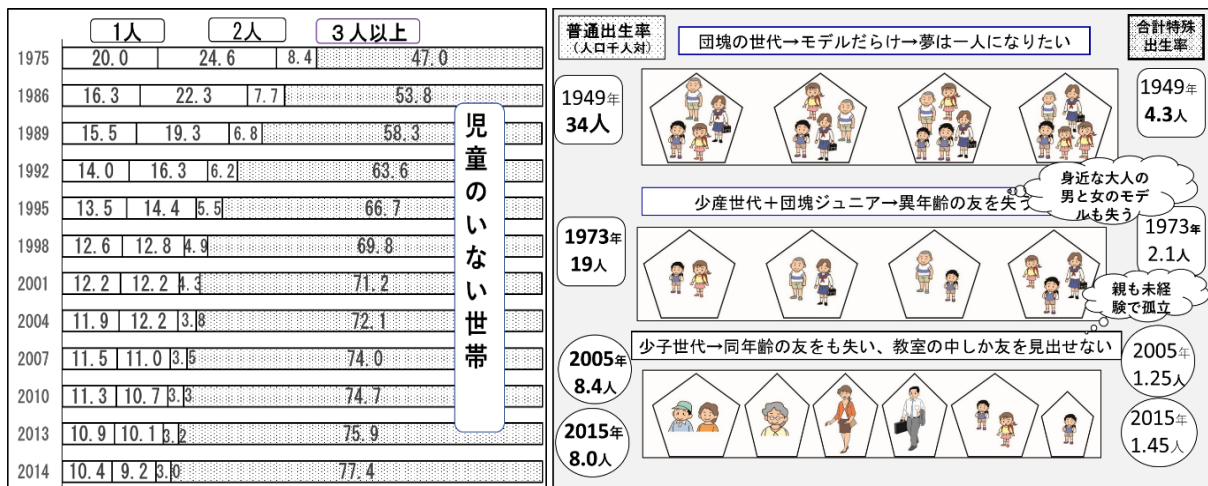 1人 2人 3人以上
1975 20.0 24.6 8.4 47.0
1986 16.3 22.3 7.7 53.8
1989 15.5 19.3 6.8 58.3
1992 14.0 16.3 6.2 63.6
1995 13.5 14.4 5.5 66.7
1998 12.6 12.8 4.9 69.8
2001 12.2 12.2 4.3 71.2
2004 11.9 12.2 3.8 72.1
2007 11.5 11.0 3.5 74.0
2010 11.3 10.7 3.3 74.7
2013 10.9 10.1 3.2 75.9
2014 10.4 9.2 3.0 77.4
児童のいない世帯
普通出生率
(人口千人対)
団塊の世代→モデルだらけ→夢は一人になりたい
合計特殊
出生率
1949年
34人
1949年
4.3人
少産世代+団塊ジュニア→異年齢の友を失う
身近な大人の
男と女のモデ
ルも失う
1973年
19人
1973年
2.1人
親も未経
験で孤立
少子世代→同年齢の友をも失い、教室の中しか友を見出せない
2005年
8.4人
2005年
1.25人
2015年
8.0人
2015年
1.45人